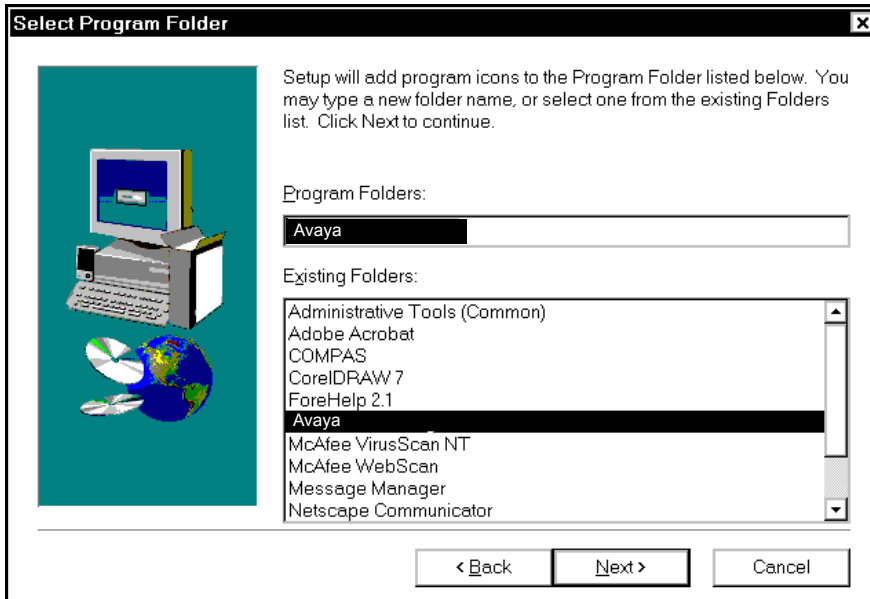 Select Program Folder
Setup will add program icons to the Program Folder listed below. You
may type a new folder name, or select one from the existing Folders
list. Click Next to continue.
Program Folders:
Avaya
Existing Folders:
Administrative Tools (Common)
Adobe Acrobat
COMPAS
CorelDRAW 7
ForeHelp 2.1
Avaya
McAfee VirusScan NT
McAfee WebScan
Message Manager
Netscape Communicator
< Back
Next >
Cancel